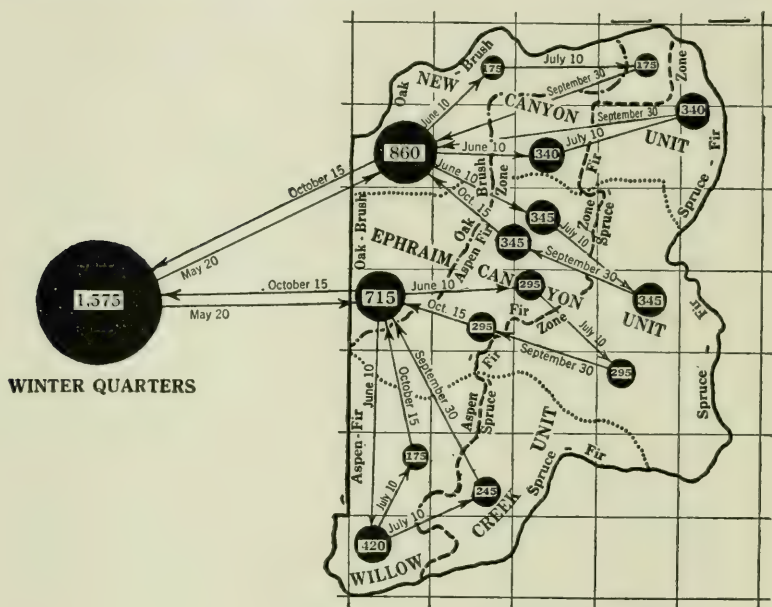 Oak - Brush
NEW
175
July 10
175
Zone
June 10
September 30
CANYON
September 30
340
UNIT
860
June 10
340
July 10
June 10
Brush
Zone
Fir
Spruce - Fir
October 15
May 20
Oct. 15
345
July 10
Zone
Spruce
Oak - Brush
EPHRAIM
Oak
Aspen Fir
345
September 30
1,575
October 15
May 20
715
June 10
CANYON
295
345
UNIT
Fir
Oct. 15
295
Fir
Zone
July 10
September 30
295
WINTER QUARTERS
June 10
October 15
September 30
Fir
Aspen
Spruce
Spruce -
Aspen-Fir
175
July 10
245
July 10
UNIT
Spruce - Fir
CREEK
420
WILLOW